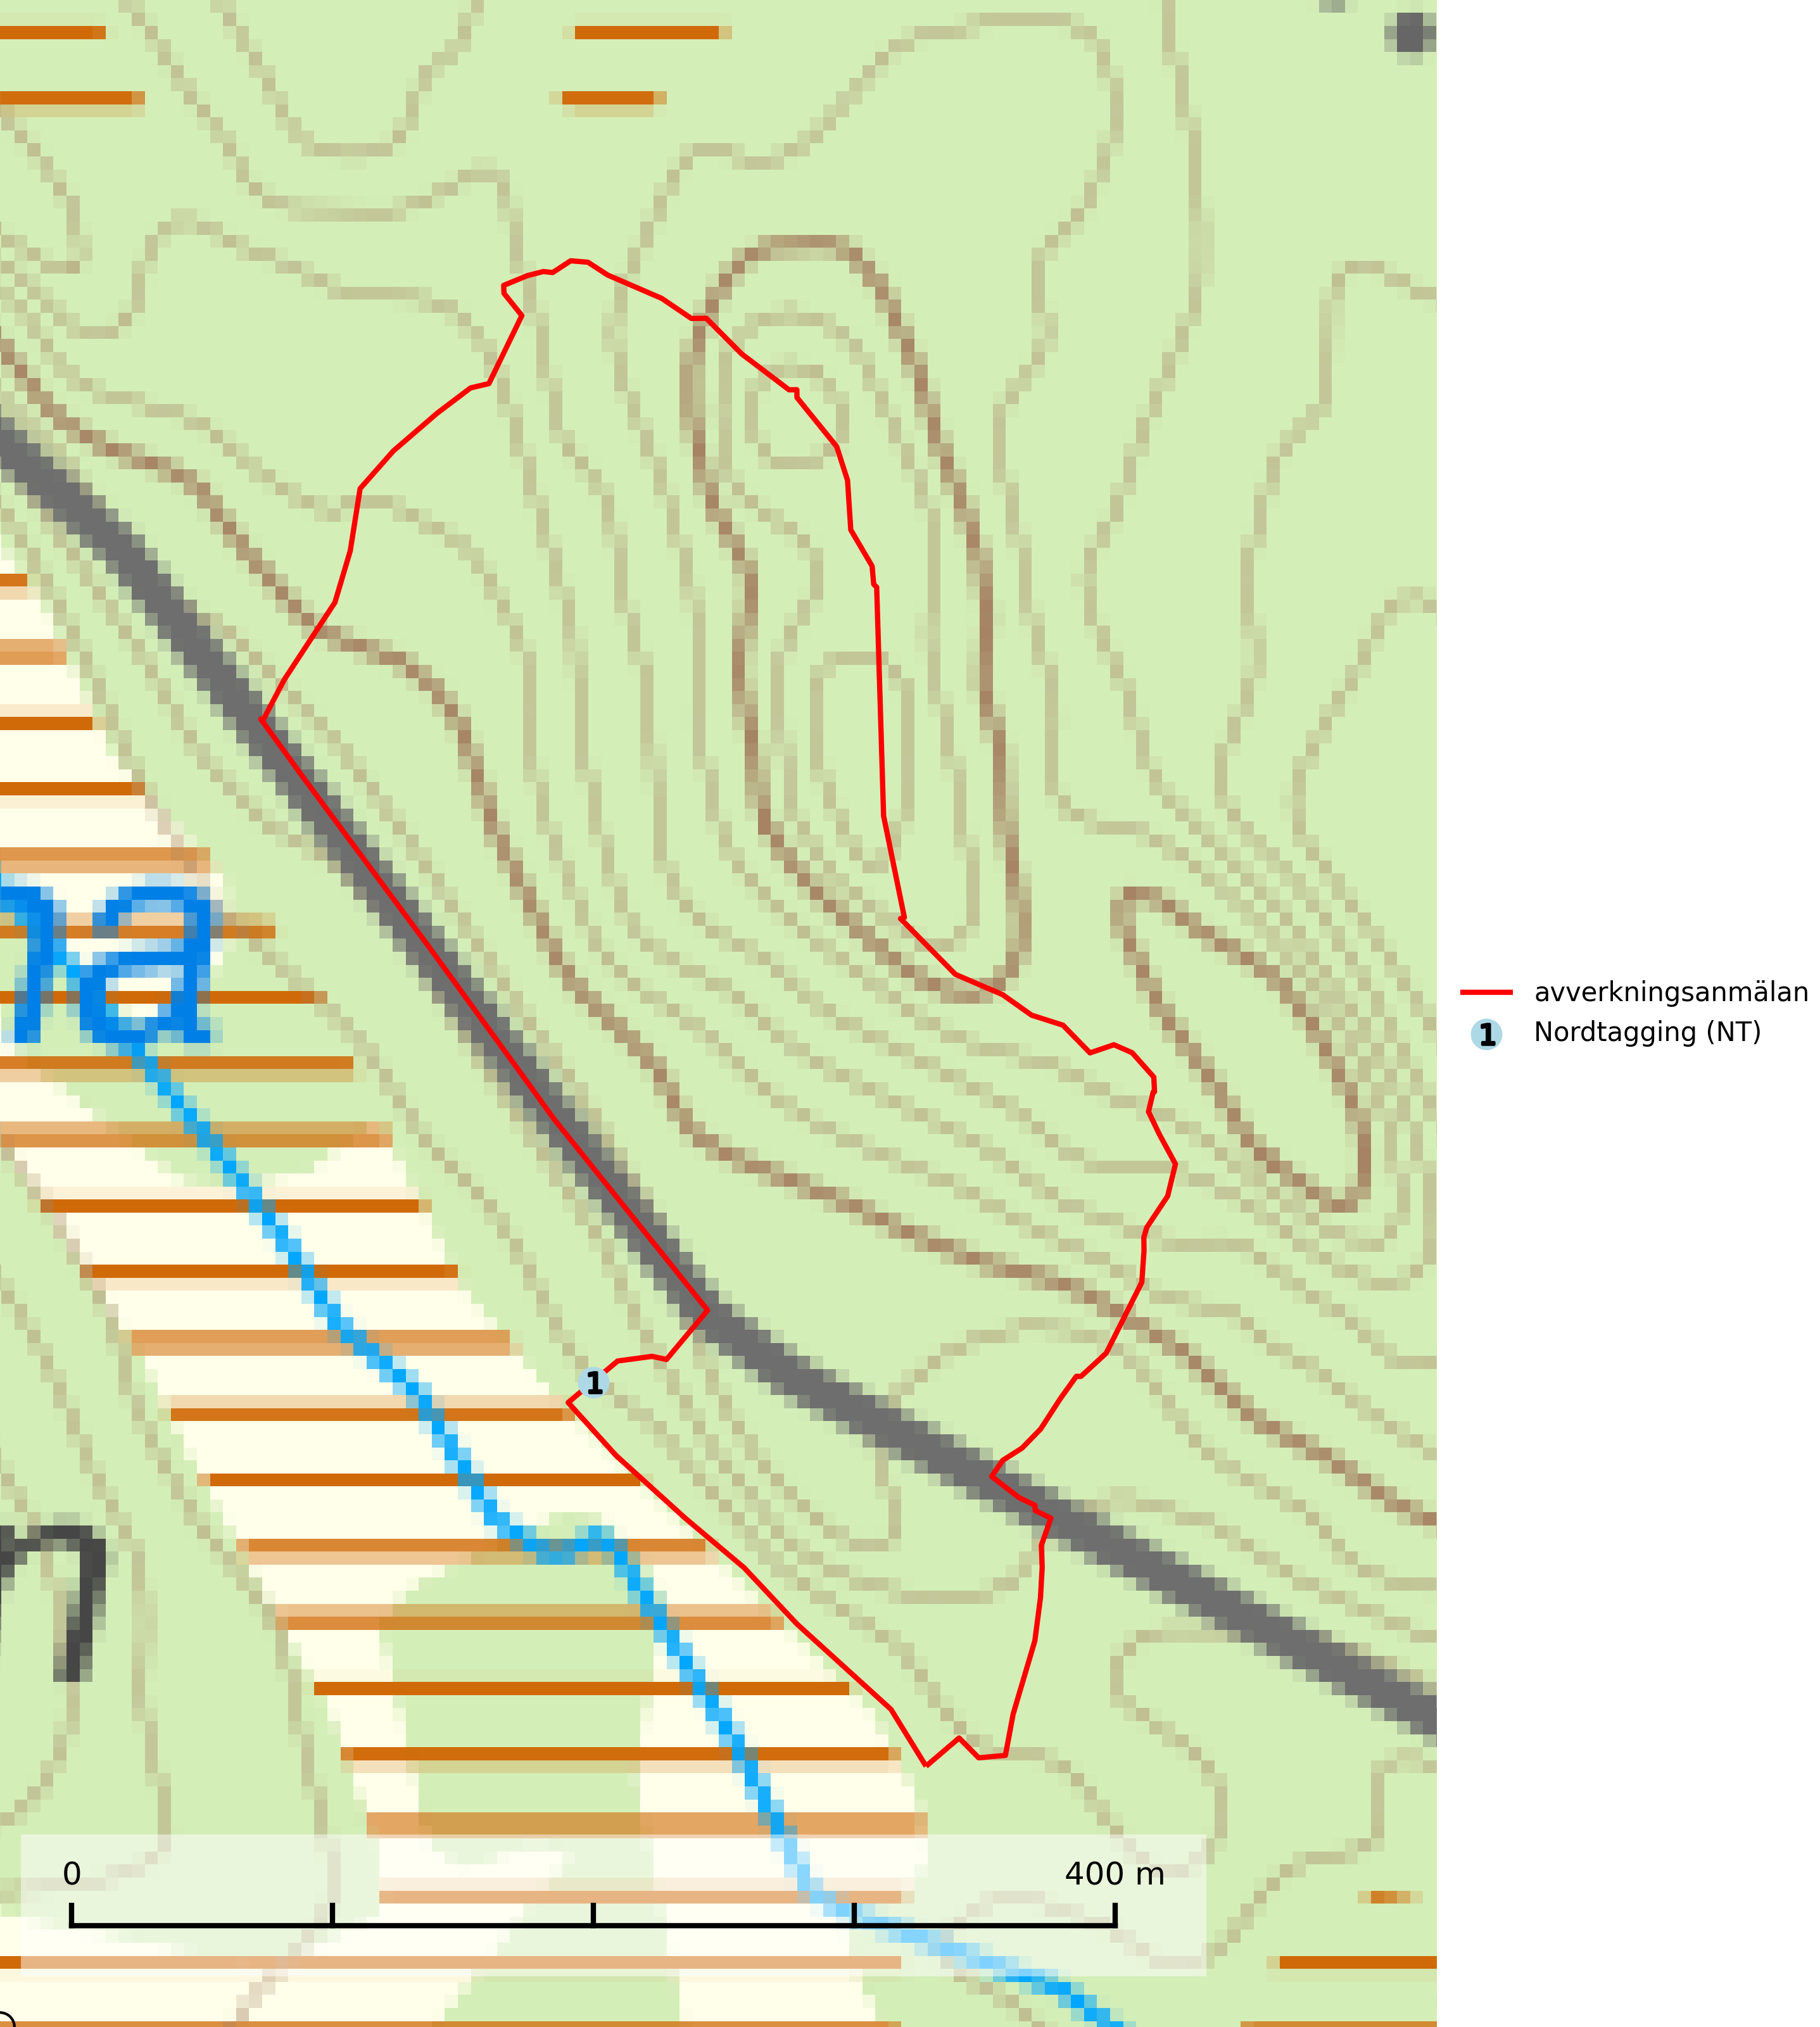 1
avverkningsanmälan
1 Nordtagging (NT)
0 400 m